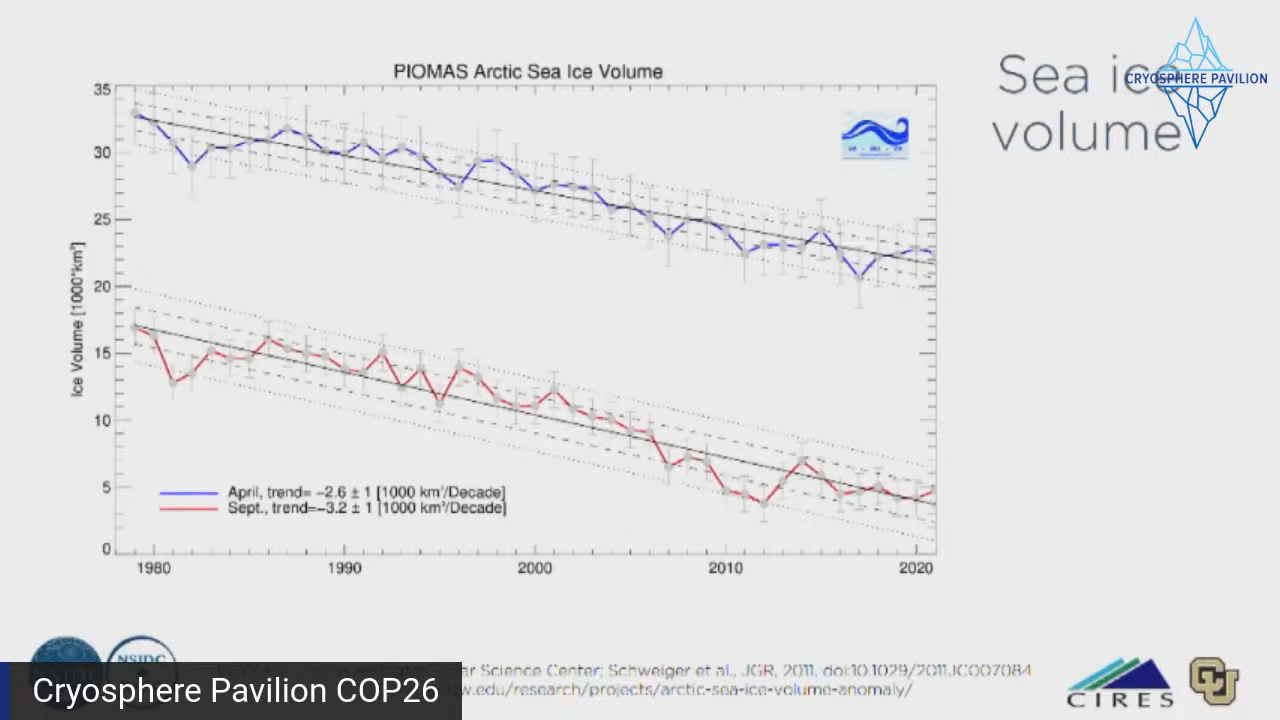 PIOMAS Arctic Sea Ice Volume
Sea ice
volume
CRYOSPHERE PAVILION
35
30
25
20
15
10
5
0
Ice Volume [1000*km³]
April, trend= −2.6 ± 1 [1000 km³/Decade]
Sept., trend=−3.2 ± 1 [1000 km³/Decade]
1980
1990
2000
2010
2020
NSIDC
Science Center; Schweiger et al., JGR, 2011, doi:10.1029/2011JC007084
.edu/research/projects/arctic-sea-ice-volume-anomaly/
Cryosphere Pavilion COP26
CIRES
CU